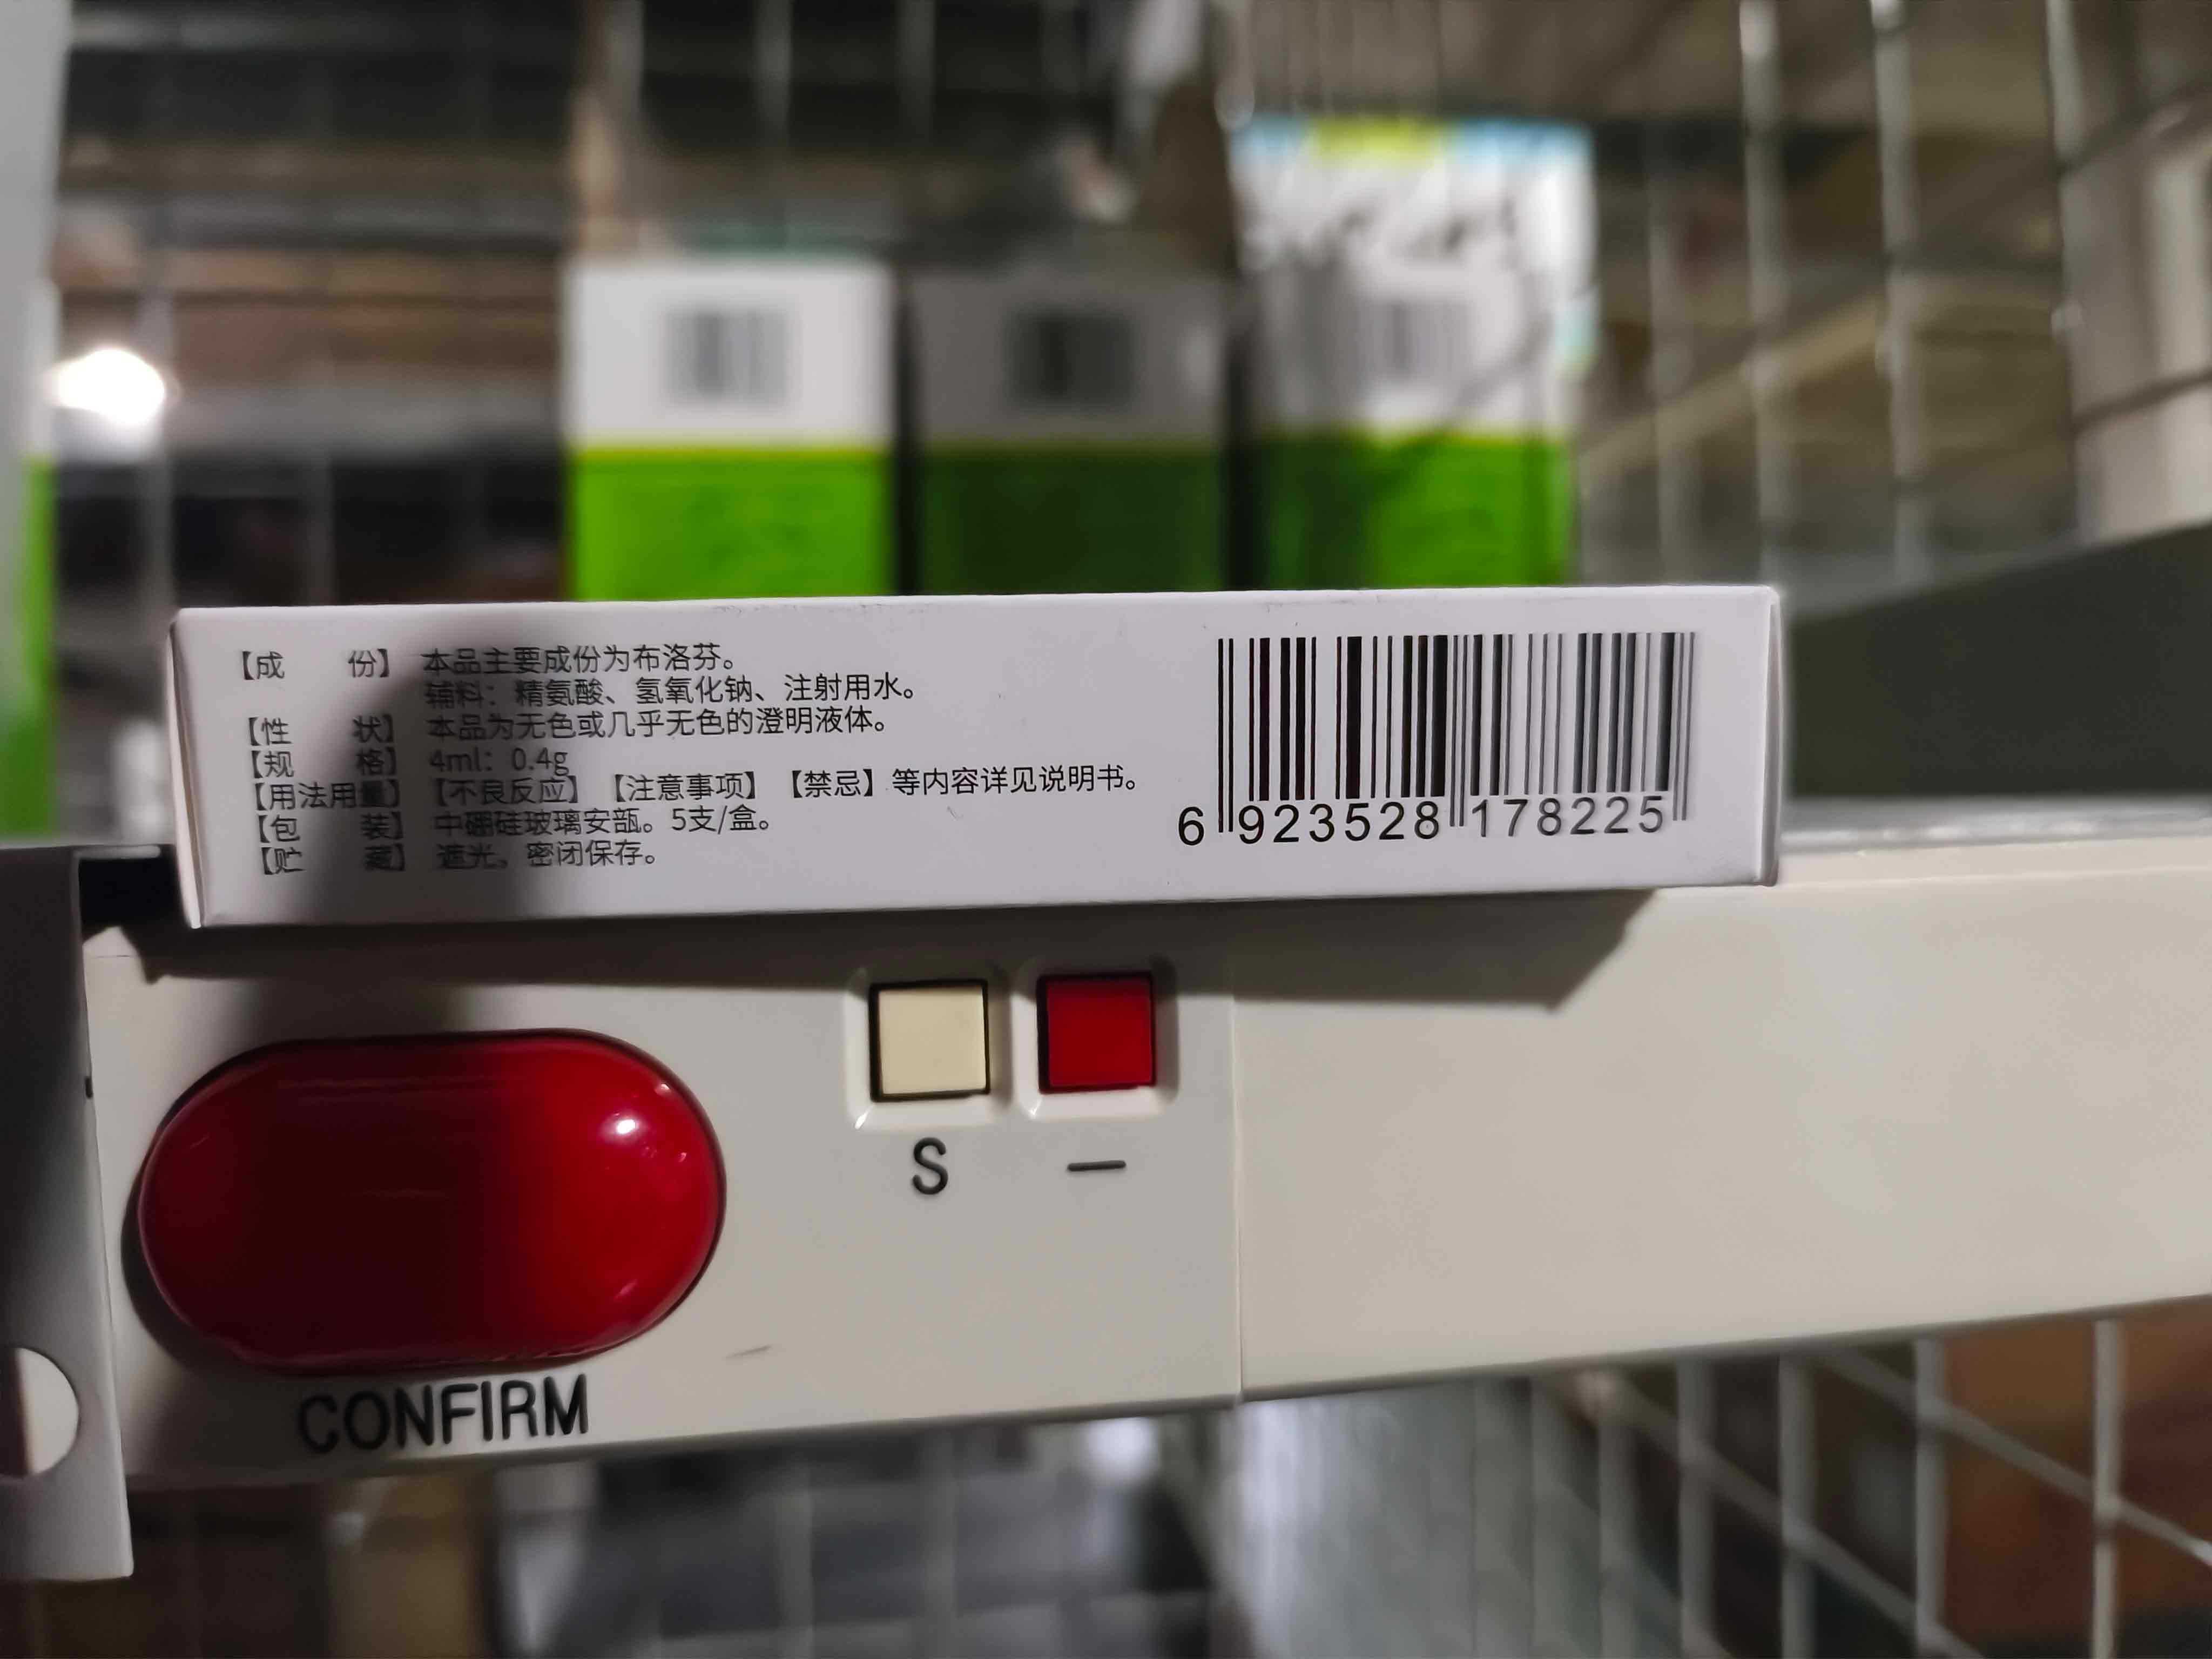 【成 份】 本品主要成份为布洛芬。
辅料：精氨酸、氢氧化钠、注射用水。
【性 状】 本品为无色或几乎无色的澄明液体。
【规 格】 4ml：0.4g
【用法用量】 【不良反应】 【注意事项】 【禁忌】等内容详见说明书。
【包 装】 中硼硅玻璃安瓿。5支/盒。
【贮 藏】 遮光，密闭保存。
6 923528 178225
S —
CONFIRM